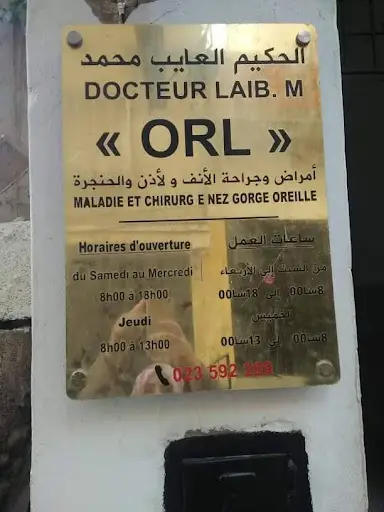 الحكيم العايب محمد
DOCTEUR LAIB. M
« ORL »
أمراض وجراحة الأنف و لأذن والحنجرة
MALADIE ET CHIRURG E NEZ GORGE OREILLE
Horaires d'ouverture
du Samedi au Mercredi
8h00 à 18h00
Jeudi
8h00 à 13h00
ساعات العمل
من السبت إلى الأربعاء
8سا00 إلى 18سا00
الخميس
8سا00 إلى 13سا00
023 592